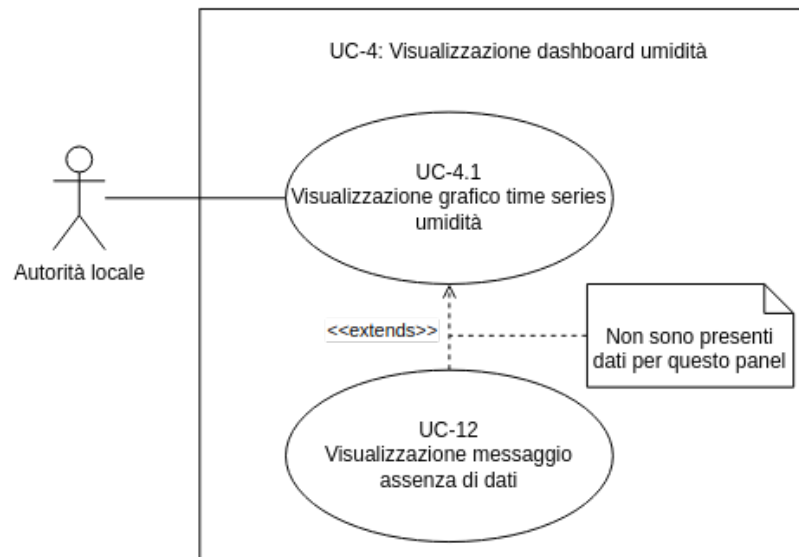 UC-4: Visualizzazione dashboard umidità
UC-4.1
Visualizzazione grafico time series
umidità
Autorità locale
<<extends>>
Non sono presenti
dati per questo panel
UC-12
Visualizzazione messaggio
assenza di dati